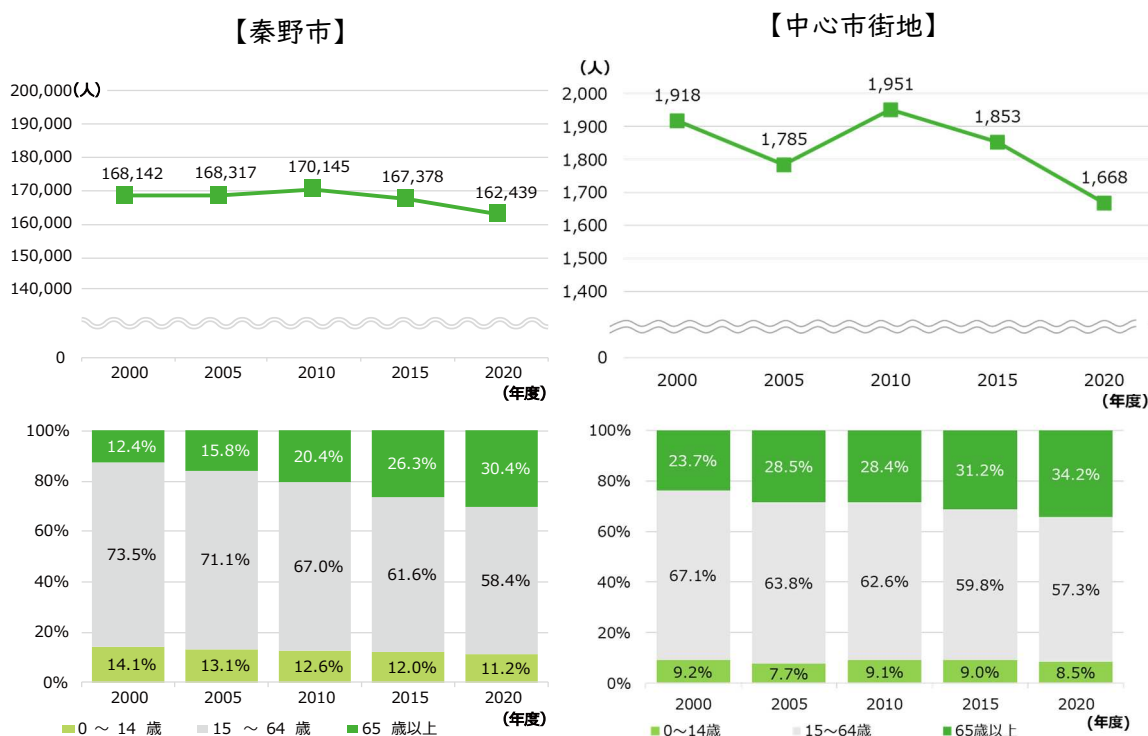 【秦野市】
(人)
200,000
190,000
180,000
170,000
160,000
150,000
140,000
0
168,142
168,317
170,145
167,378
162,439
2000 2005 2010 2015 2020
(年度)
【中心市街地】
(人)
2,000
1,900
1,800
1,700
1,600
1,500
1,400
0
1,918
1,785
1,951
1,853
1,668
2000 2005 2010 2015 2020
(年度)
100%
80%
60%
40%
20%
0%
12.4% 15.8% 20.4% 26.3% 30.4%
73.5% 71.1% 67.0% 61.6% 58.4%
14.1% 13.1% 12.6% 12.0% 11.2%
2000 2005 2010 2015 2020
(年度)
0 ～ 14 歳 15 ～ 64 歳 65 歳以上
100%
80%
60%
40%
20%
0%
23.7% 28.5% 28.4% 31.2% 34.2%
67.1% 63.8% 62.6% 59.8% 57.3%
9.2% 7.7% 9.1% 9.0% 8.5%
2000 2005 2010 2015 2020
(年度)
0～14歳 15～64歳 65歳以上